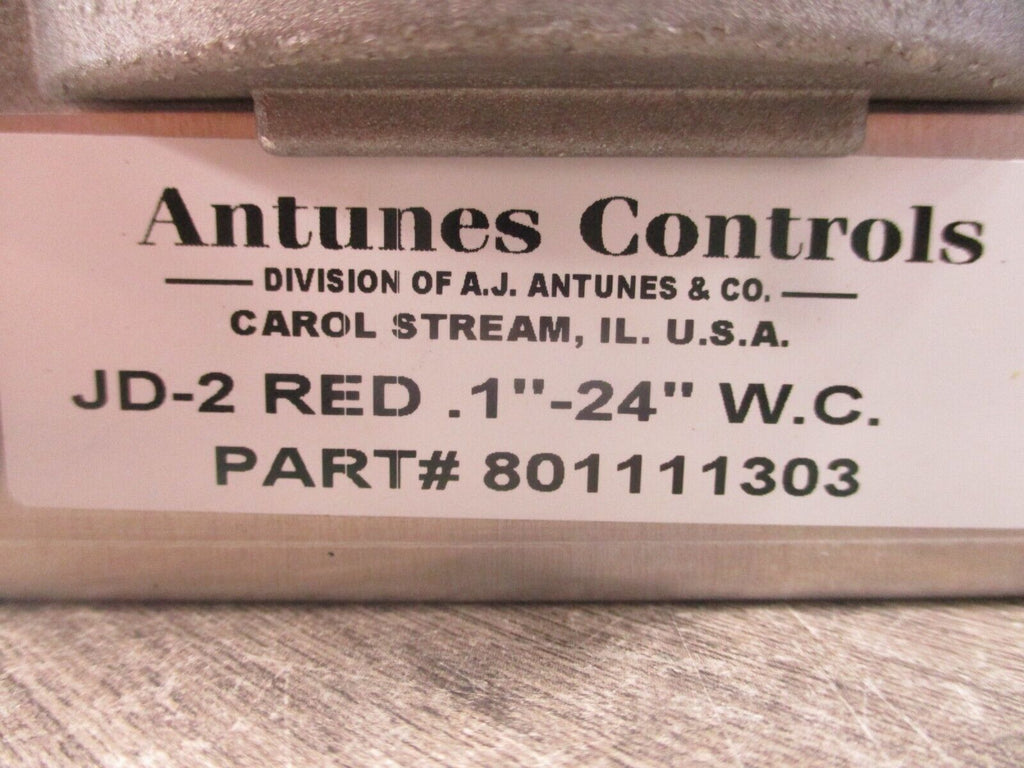 Antunes Controls
DIVISION OF A.J. ANTUNES & CO.
CAROL STREAM, IL. U.S.A.
JD-2 RED .1"-24" W.C.
PART# 801111303